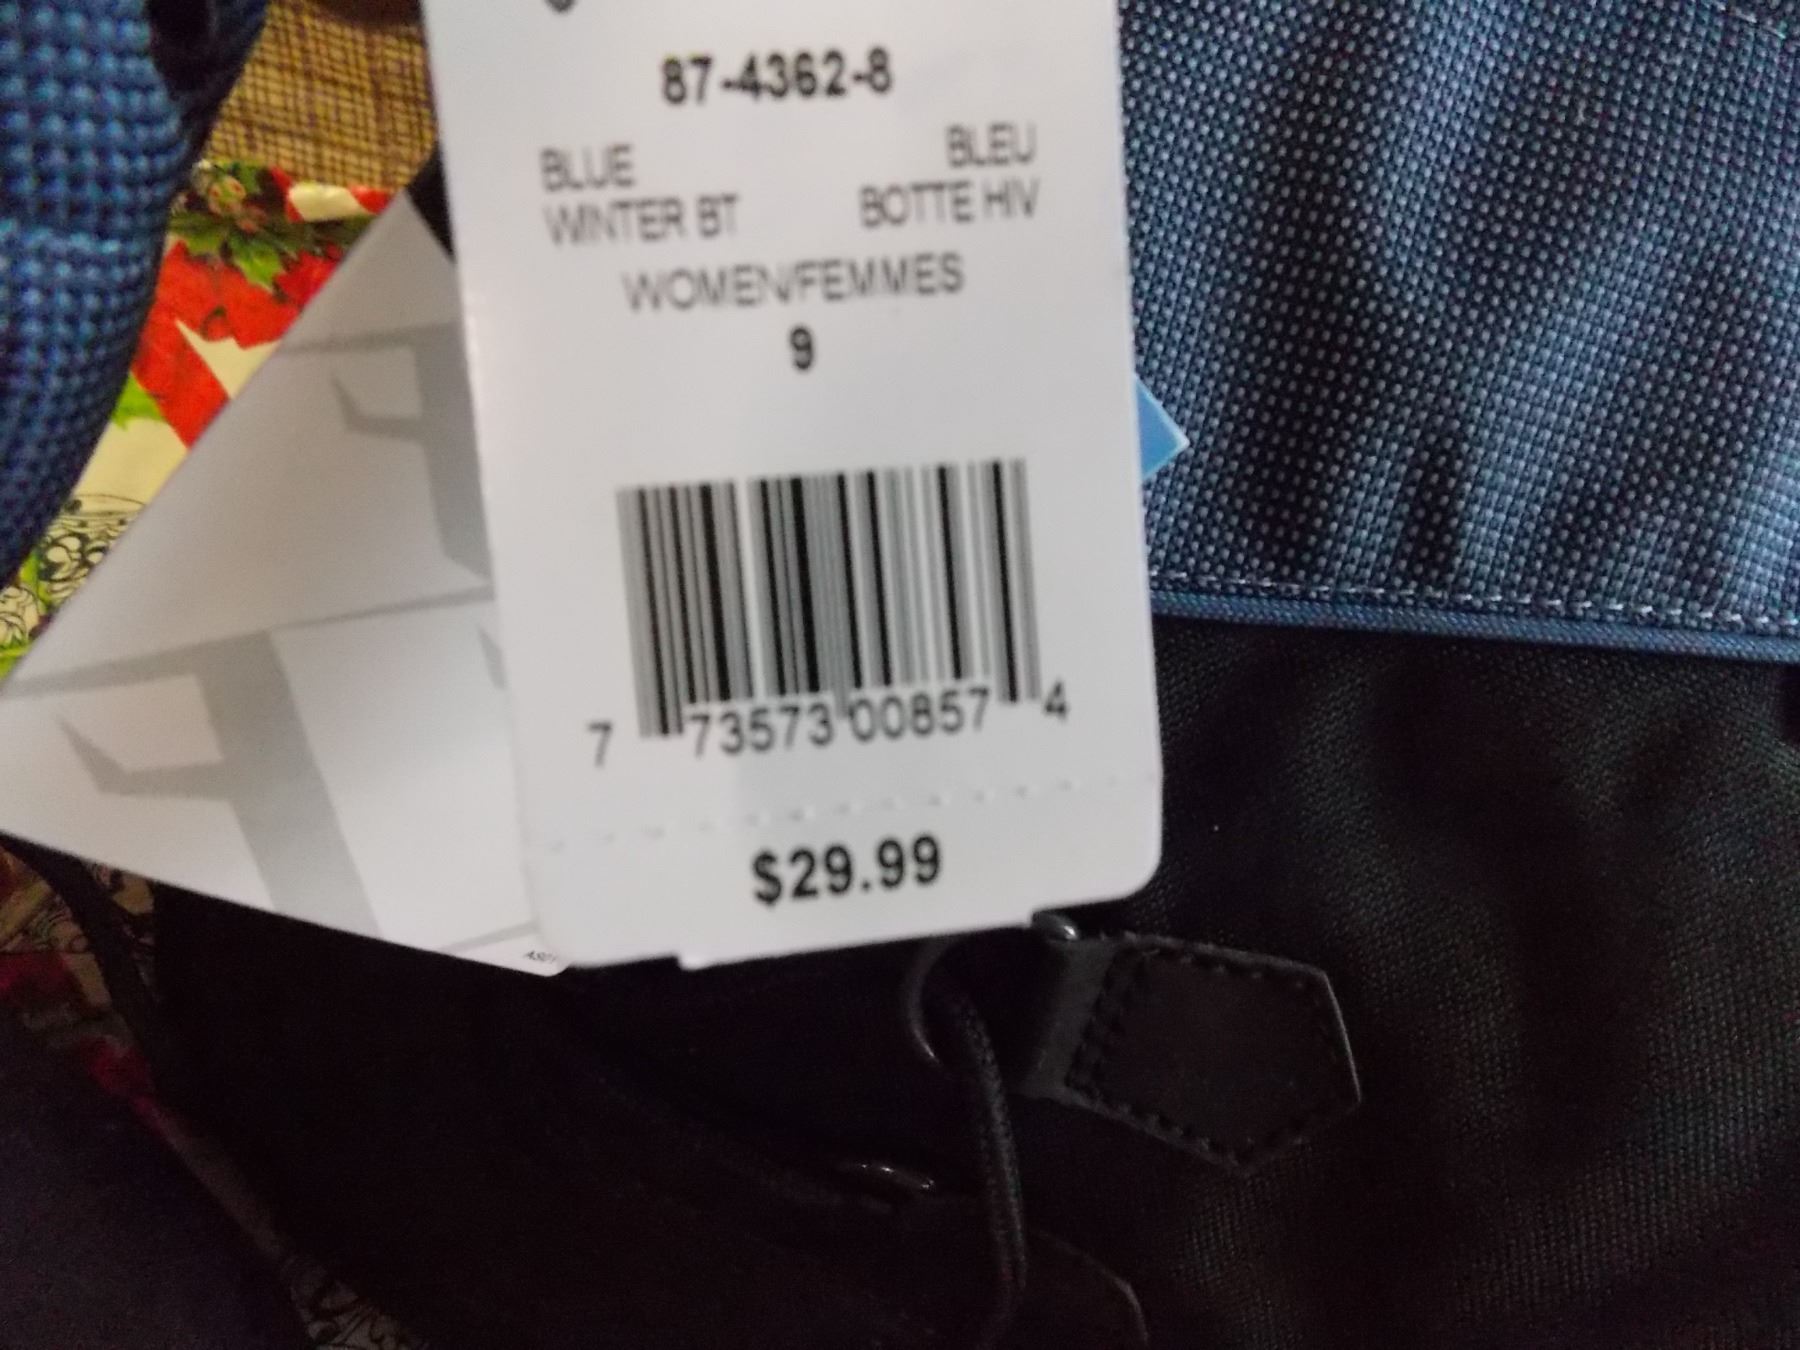 87-4362-8
BLUE BLEU
WINTER BT BOTTE HIV
WOMEN/FEMMES
9
7 73573 00857 4
$29.99